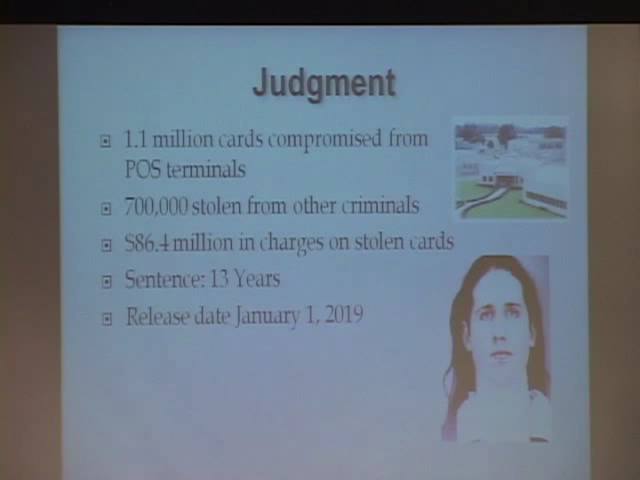 Judgment
1.1 million cards compromised from
POS terminals
700,000 stolen from other criminals
$86.4 million in charges on stolen cards
Sentence: 13 Years
Release date January 1, 2019